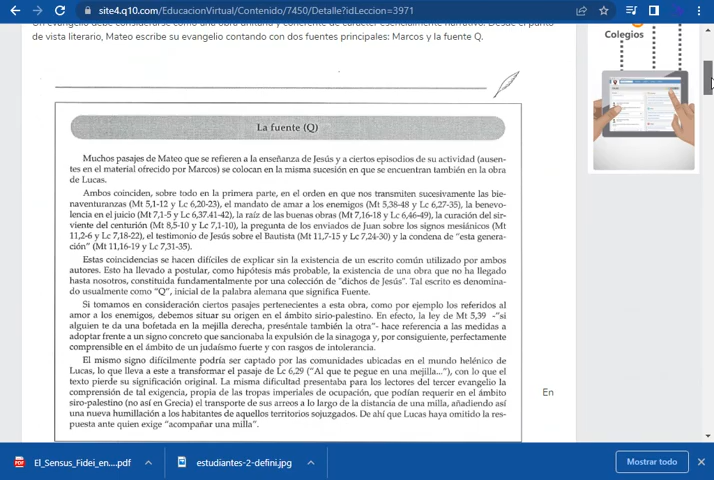 site4.q10.com/EducacionVirtual/Contenido/7450/Detalle?idLeccion=3971
Un evangelio debe considerarse como una obra unitaria y coherente de carácter esencialmente narrativo. Desde el punto
de vista literario, Mateo escribe su evangelio contando con dos fuentes principales: Marcos y la fuente Q.
Colegios
La fuente (Q)
Muchos pasajes de Mateo que se refieren a la enseñanza de Jesús y a ciertos episodios de su actividad (ausen-
tes en el material ofrecido por Marcos) se colocan en la misma sucesión en que se encuentran también en la obra
de Lucas.
Ambos coinciden, sobre todo en la primera parte, en el orden en que nos transmiten sucesivamente las bie-
naventuranzas (Mt 5,1-12 y Lc 6,20-23), el mandato de amar a los enemigos (Mt 5,38-48 y Lc 6,27-35), la benevo-
lencia en el juicio (Mt 7,1-5 y Lc 6,37.41-42), la raíz de las buenas obras (Mt 7,16-18 y Lc 6,46-49), la curación del sir-
viente del centurión (Mt 8,5-10 y Lc 7,1-10), la pregunta de los enviados de Juan sobre los signos mesiánicos (Mt
11,2-6 y Lc 7,18-22), el testimonio de Jesús sobre el Bautista (Mt 11,7-15 y Lc 7,24-30) y la condena de "esta genera-
ción" (Mt 11,16-19 y Lc 7,31-35).
Estas coincidencias se hacen difíciles de explicar sin la existencia de un escrito común utilizado por ambos
autores. Esto ha llevado a postular, como hipótesis más probable, la existencia de una obra que no ha llegado
hasta nosotros, constituida fundamentalmente por una colección de "dichos de Jesús". Tal escrito es denomina-
do usualmente como "Q", inicial de la palabra alemana que significa Fuente.
Si tomamos en consideración ciertos pasajes pertenecientes a esta obra, como por ejemplo los referidos al
amor a los enemigos, debemos situar su origen en el ámbito sirio-palestino. En efecto, la ley de Mt 5,39 -"si
alguien te da una bofetada en la mejilla derecha, preséntale también la otra"- hace referencia a las medidas a
adoptar frente a un signo concreto que sancionaba la expulsión de la sinagoga y, por consiguiente, perfectamente
comprensible en el ámbito de un judaísmo fuerte y con rasgos de intolerancia.
El mismo signo difícilmente podría ser captado por las comunidades ubicadas en el mundo helénico de
Lucas, lo que lleva a este a transformar el pasaje de Lc 6,29 ("Al que te pegue en una mejilla..."), con lo que el
texto pierde su significación original. La misma dificultad presentaba para los lectores del tercer evangelio la
comprensión de tal exigencia, propia de las tropas imperiales de ocupación, que podían requerir en el ámbito
siro-palestino (no así en Grecia) el transporte de sus arreos a lo largo de la distancia de una milla, añadiendo así
una nueva humillación a los habitantes de aquellos territorios sojuzgados. De ahí que Lucas haya omitido la res-
puesta ante quien exige "acompañar una milla".
En
El_Sensus_Fidei_en....pdf
estudiantes-2-defini.jpg
Mostrar todo